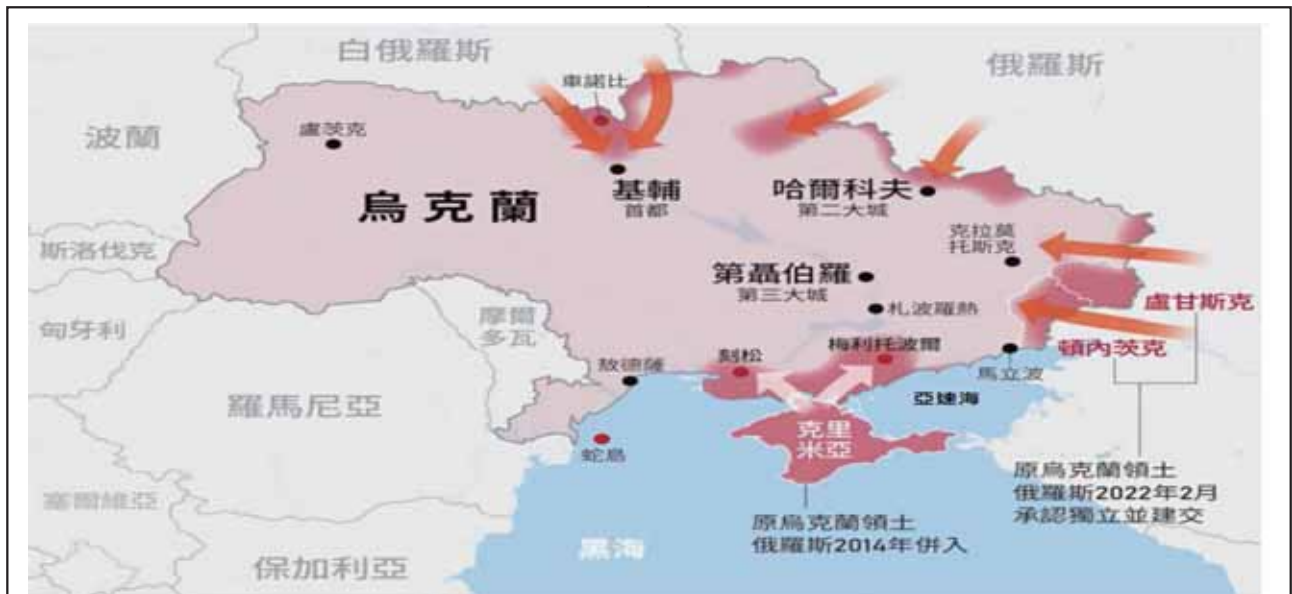 白俄羅斯
俄羅斯
車諾比
波蘭
盧茨克
烏克蘭
基輔
首都
哈爾科夫
第二大城
克拉莫
托斯克
斯洛伐克
第聶伯羅
第三大城
札波羅熱
盧甘斯克
匈牙利
摩爾
多瓦
刻松
梅利托波爾
頓內茨克
敖德薩
馬立波
羅馬尼亞
亞速海
克里
米亞
蛇島
塞爾維亞
原烏克蘭領土
俄羅斯2022年2月
承認獨立並建交
原烏克蘭領土
俄羅斯2014年併入
黑海
保加利亞